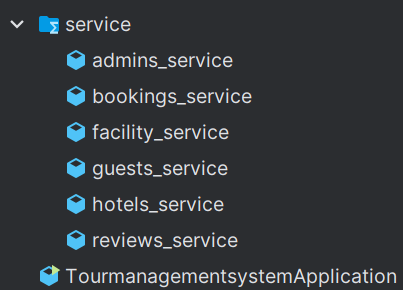 service
admins_service
bookings_service
facility_service
guests_service
hotels_service
reviews_service
TourmanagementsystemApplication